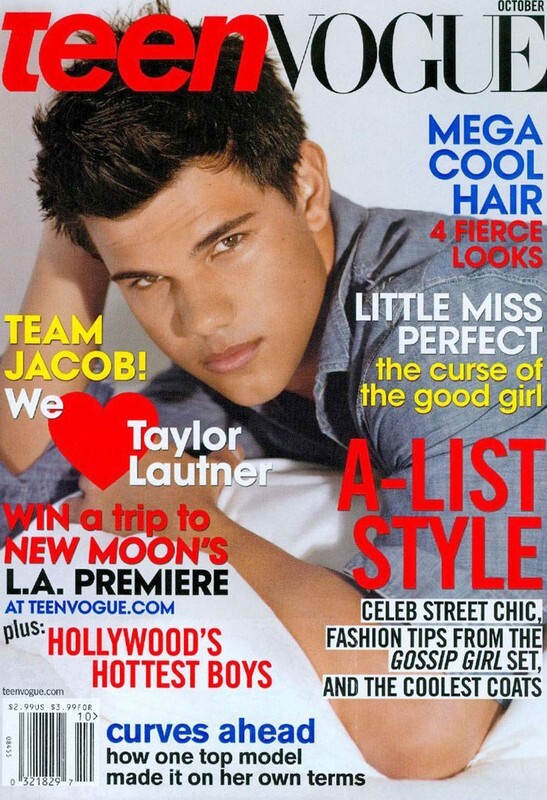 OCTOBER
teenVOGUE
MEGA
COOL
HAIR
4 FIERCE
LOOKS
LITTLE MISS
PERFECT
the curse of
the good girl
TEAM
JACOB!
We
Taylor
Lautner
A-LIST
STYLE
CELEB STREET CHIC,
FASHION TIPS FROM THE
GOSSIP GIRL SET,
AND THE COOLEST COATS
WIN a trip to
NEW MOON'S
L.A. PREMIERE
AT TEENVOGUE.COM
plus: HOLLYWOOD'S
HOTTEST BOYS
teenvogue.com
$2.99US $3.99FOR
10>
08455
0 321829 7
curves ahead
how one top model
made it on her own terms